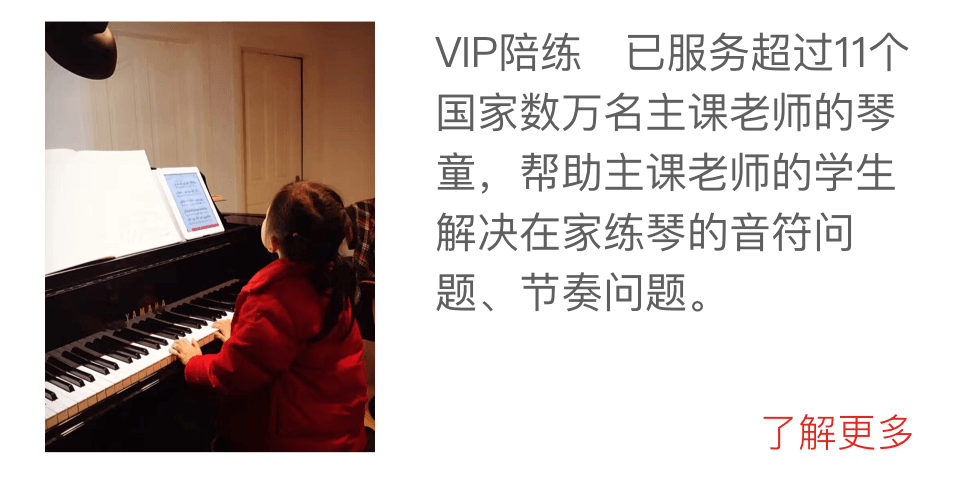 VIP陪练 已服务超过11个
国家数万名主课老师的琴
童，帮助主课老师的学生
解决在家练琴的音符问
题、节奏问题。
了解更多
YAMAHA